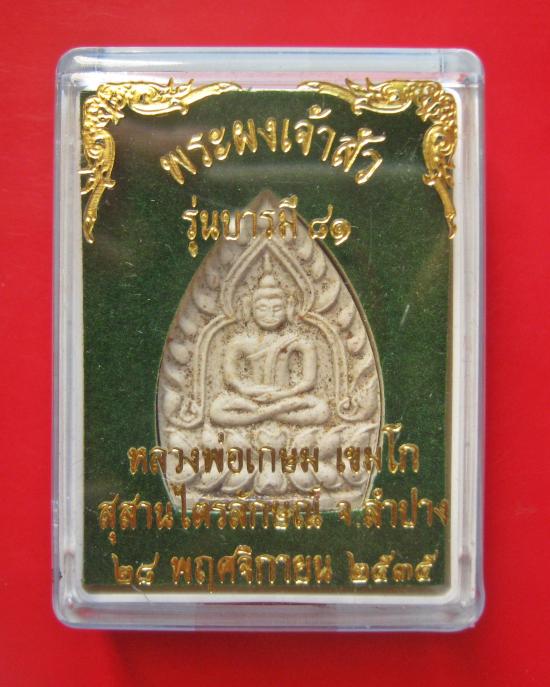 พระผงเจ้าสัว
รุ่นบารมี ๘๑
หลวงพ่อเกษม เขมโก
สุสานไตรลักษณ์ จ.ลำปาง
๒๘ พฤศจิกายน ๒๕๓๕